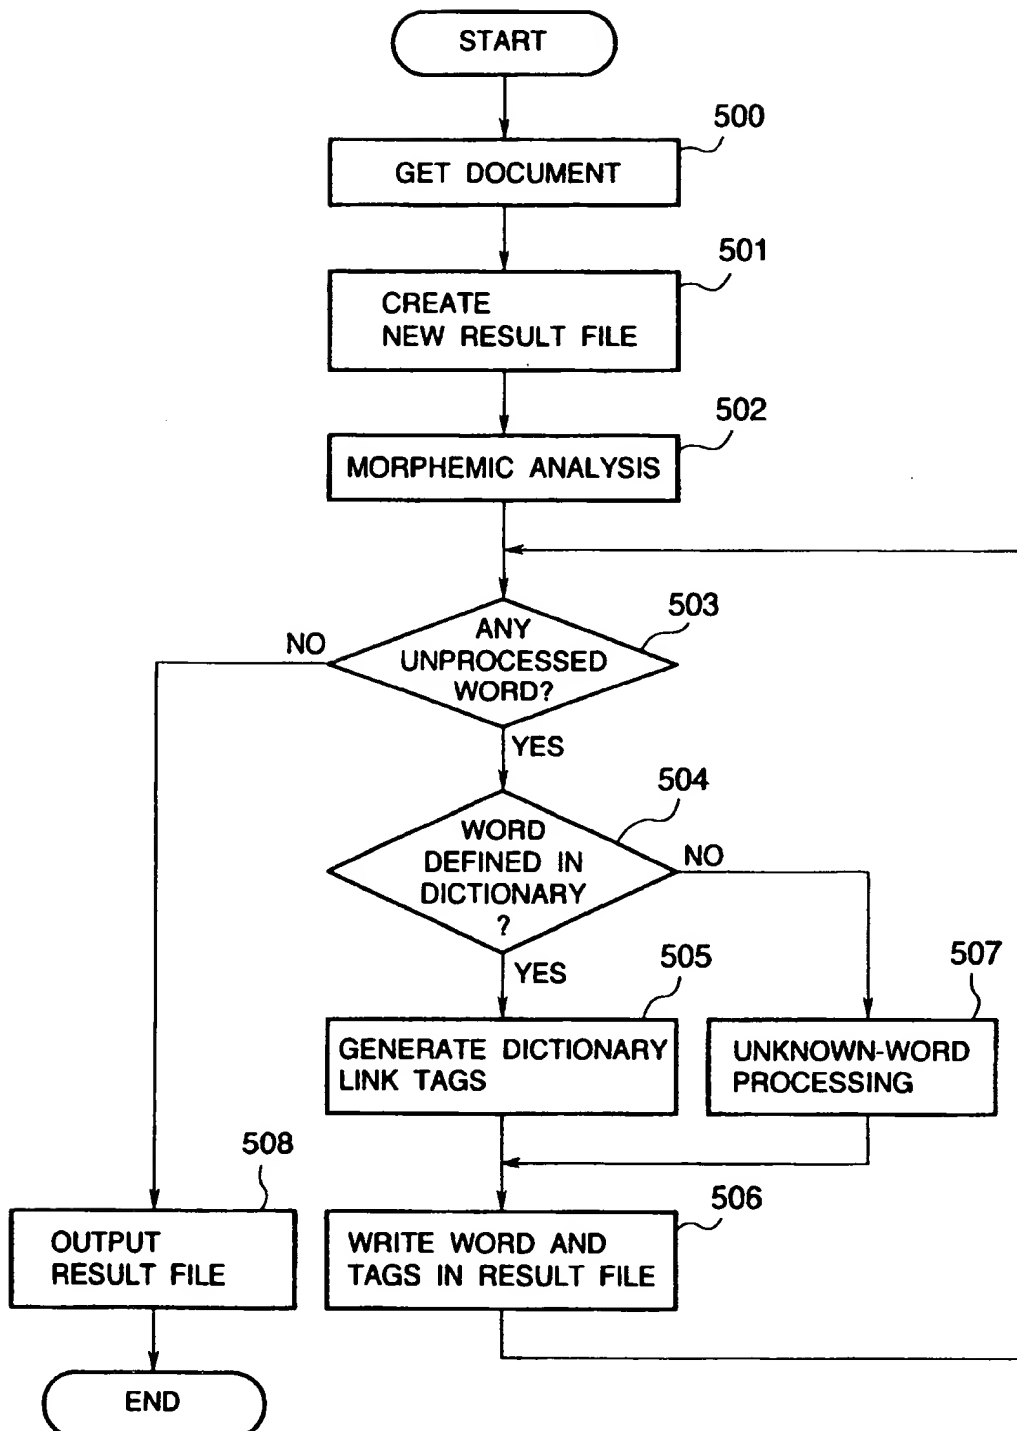 START
500
GET DOCUMENT
501
CREATE
NEW RESULT FILE
502
MORPHEMIC ANALYSIS
503
NO
ANY
UNPROCESSED
WORD?
YES
504
WORD
DEFINED IN
DICTIONARY
?
NO
YES
505
507
GENERATE DICTIONARY
LINK TAGS
UNKNOWN-WORD
PROCESSING
508
506
OUTPUT
RESULT FILE
WRITE WORD AND
TAGS IN RESULT FILE
END